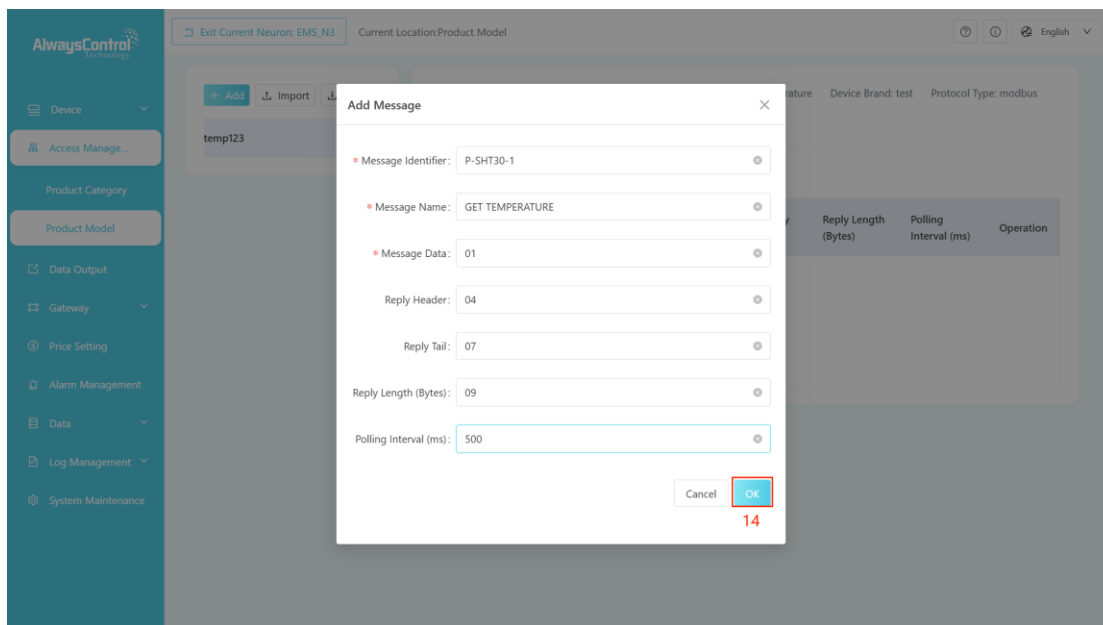 AlwaysControl
Technology
Exit Current Neuron: EMS_N3
Current Location:Product Model
English
Device
Access Manage...
Product Category
Product Model
Data Output
Gateway
Price Setting
Alarm Management
Data
Log Management
System Maintenance
+ Add
Import
temp123
rature
Device Brand: test
Protocol Type: modbus
y
Reply Length
(Bytes)
Polling
Interval (ms)
Operation
Add Message
* Message Identifier: P-SHT30-1
* Message Name: GET TEMPERATURE
* Message Data: 01
Reply Header: 04
Reply Tail: 07
Reply Length (Bytes): 09
Polling Interval (ms): 500
Cancel
OK
14